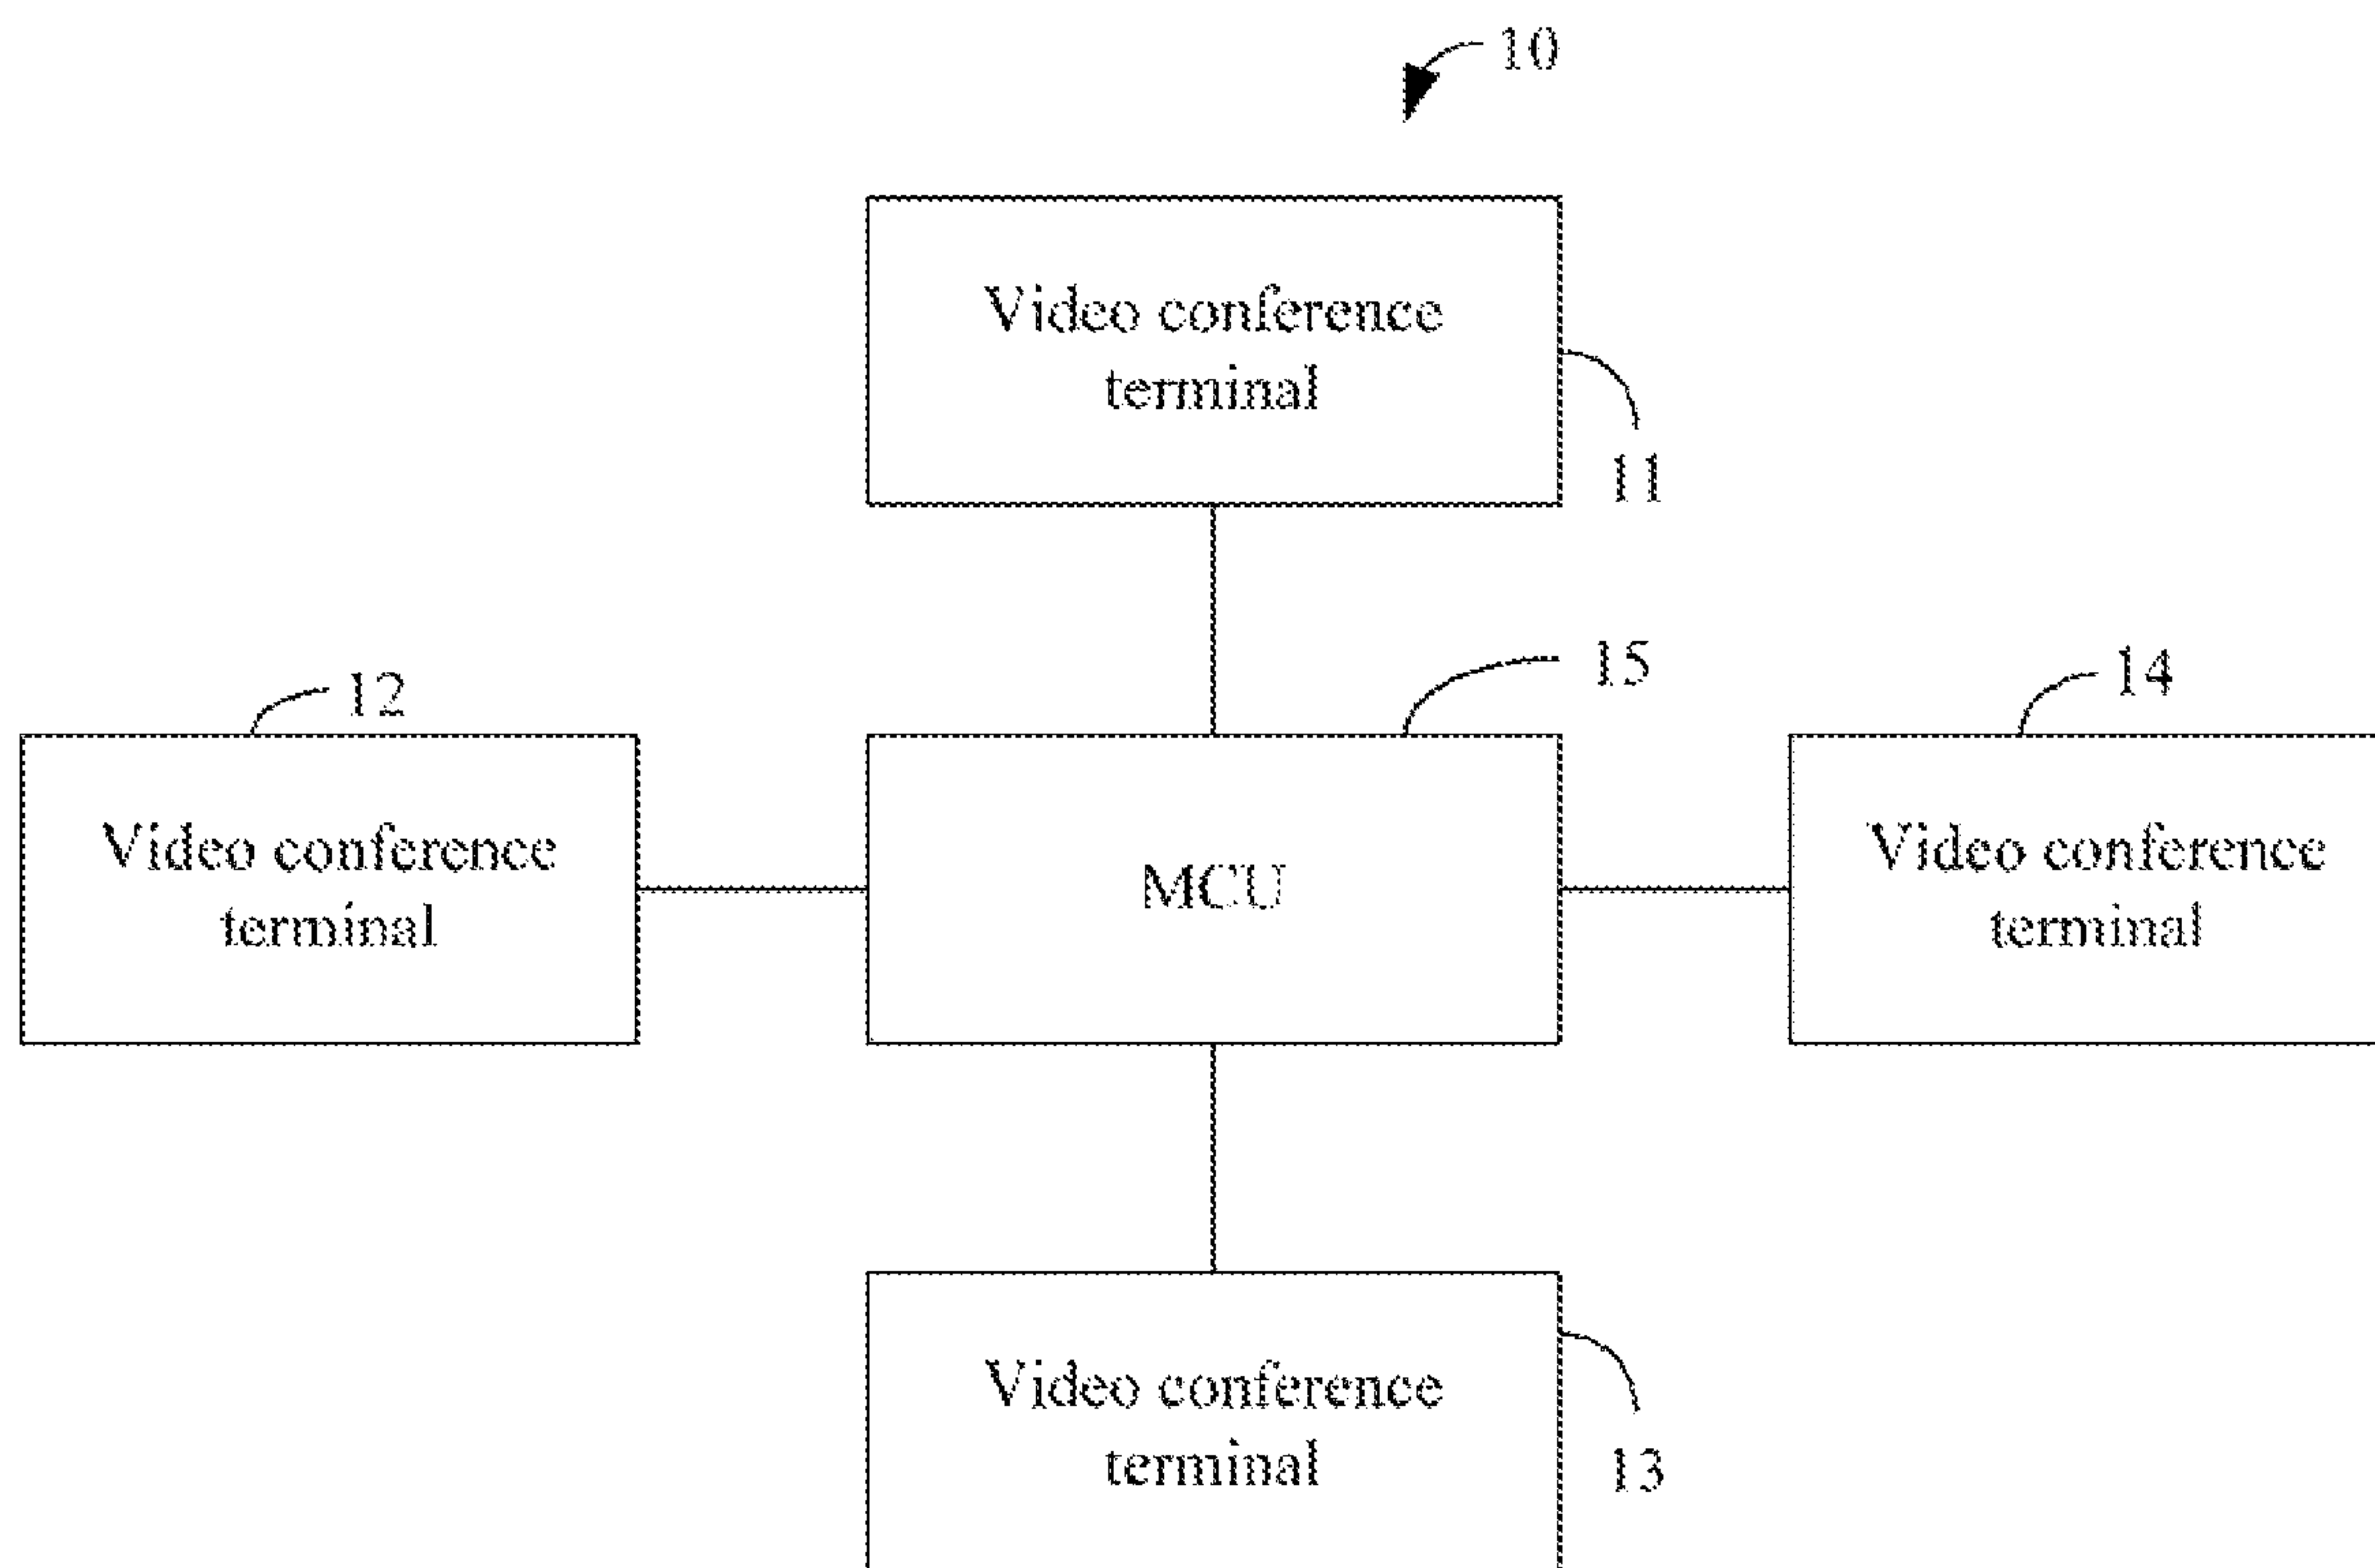 10
Video conference
terminal
11
12
15
14
Video conference
terminal
MCU
Video conference
terminal
Video conference
terminal
13